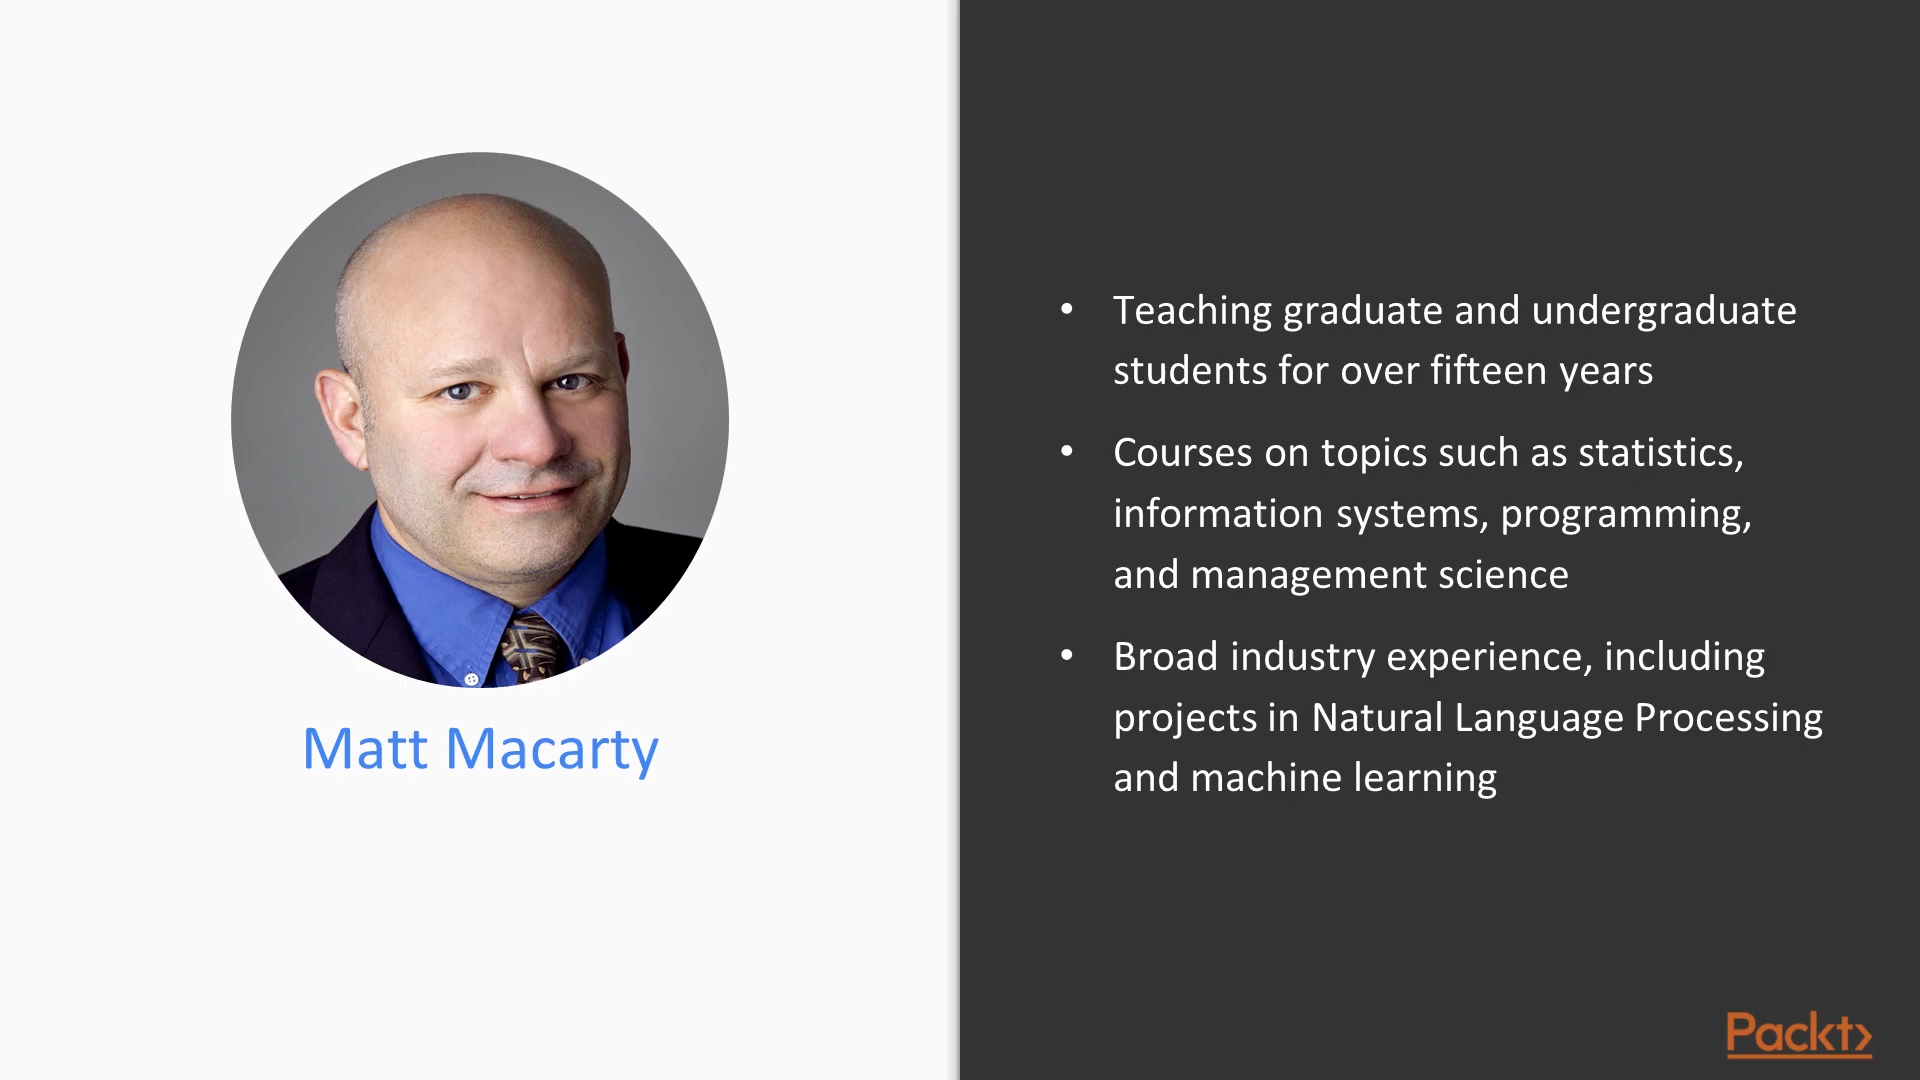 Matt Macarty
• Teaching graduate and undergraduate
students for over fifteen years
• Courses on topics such as statistics,
information systems, programming,
and management science
• Broad industry experience, including
projects in Natural Language Processing
and machine learning
Packt>